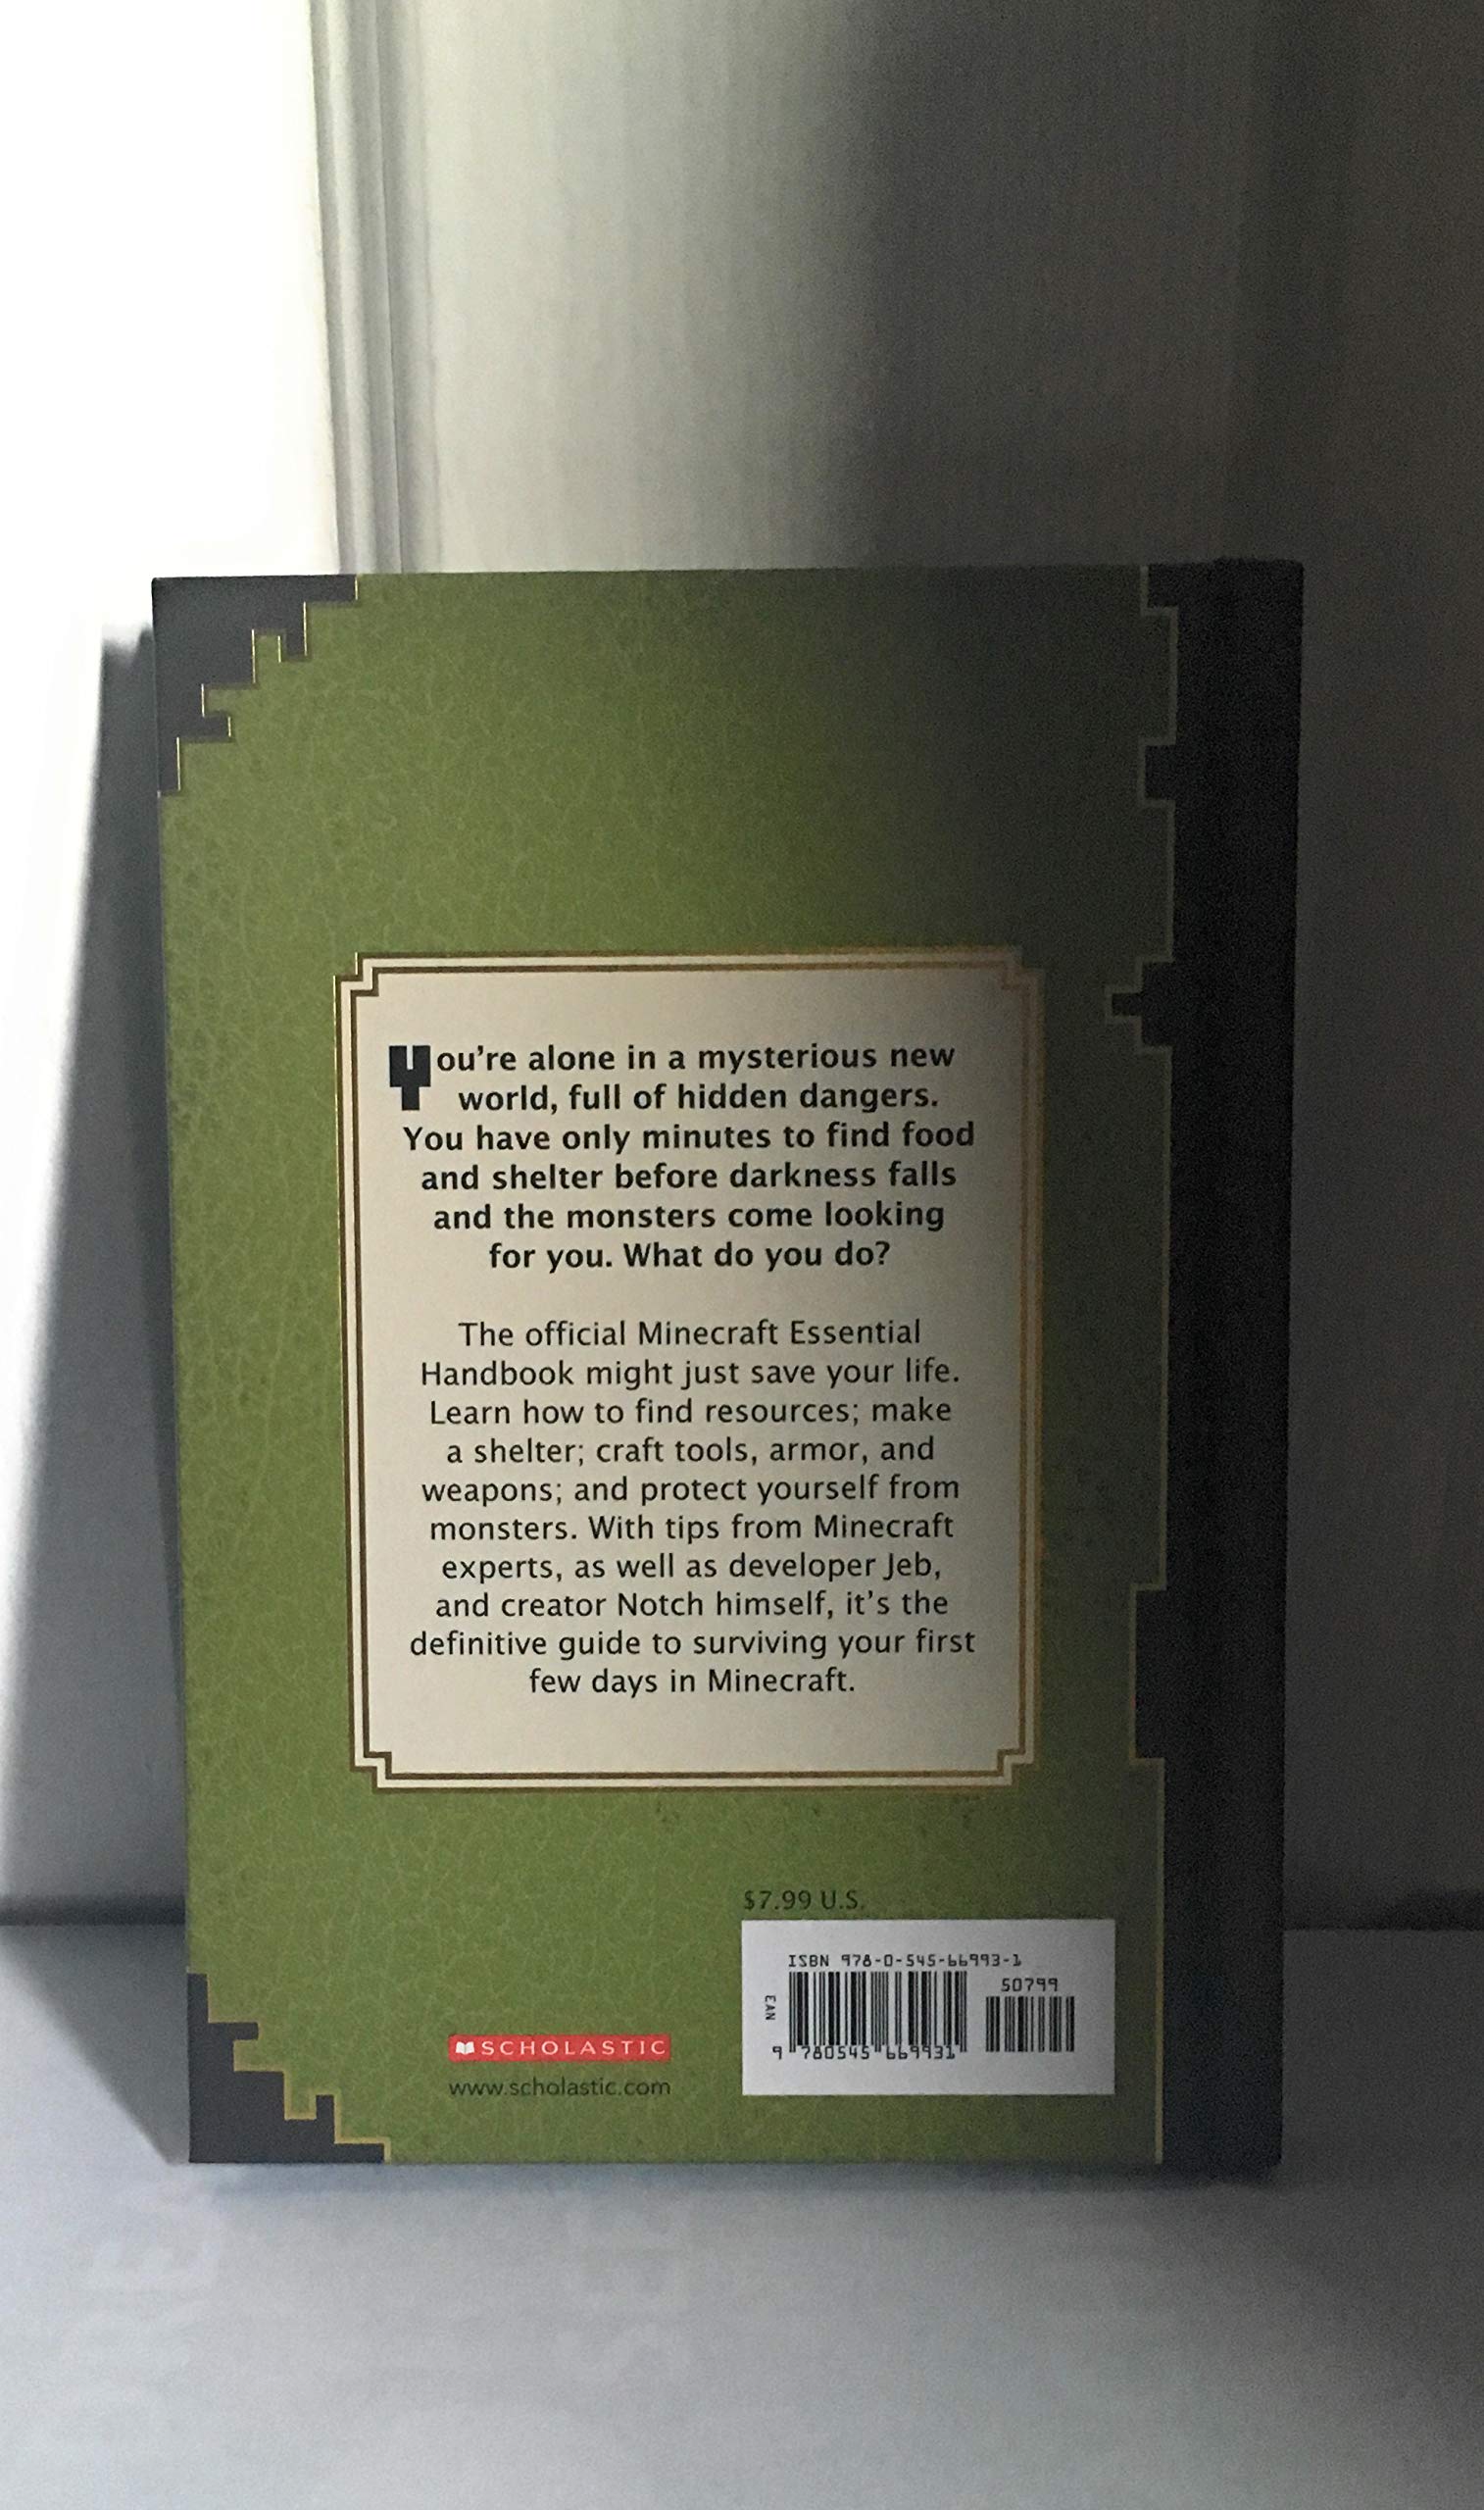 You're alone in a mysterious new
world, full of hidden dangers.
You have only minutes to find food
and shelter before darkness falls
and the monsters come looking
for you. What do you do?
The official Minecraft Essential
Handbook might just save your life.
Learn how to find resources; make
a shelter; craft tools, armor, and
weapons; and protect yourself from
monsters. With tips from Minecraft
experts, as well as developer Jeb,
and creator Notch himself, it's the
definitive guide to surviving your first
few days in Minecraft.
$7.99 U.S.
ISBN 978-0-545-66993-1
50799
EAN
9 780545 669931
SCHOLASTIC
www.scholastic.com